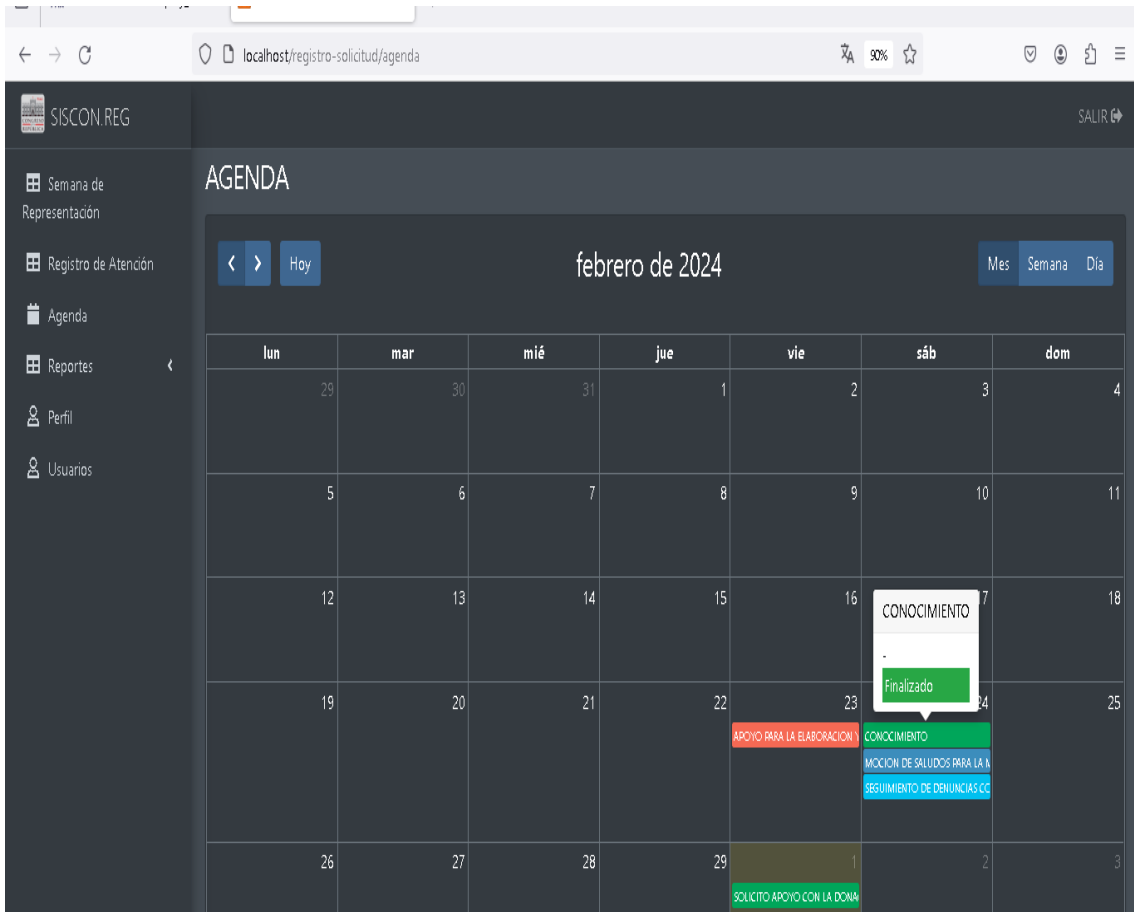 localhost/registro-solicitud/agenda
90%
SISCON.REG
SALIR
Semana de
Representación
Registro de Atención
Agenda
Reportes
Perfil
Usuarios
AGENDA
Hoy
febrero de 2024
Mes Semana Día
lun mar mié jue vie sáb dom
29 30 31 1 2 3 4
5 6 7 8 9 10 11
12 13 14 15 16 17 18
CONOCIMIENTO
-
Finalizado
19 20 21 22 23 24 25
APOYO PARA LA ELABORACION Y
CONOCIMIENTO
MOCION DE SALUDOS PARA LA M
SEGUIMIENTO DE DENUNCIAS CO
26 27 28 29 1 2 3
SOLICITO APOYO CON LA DONA